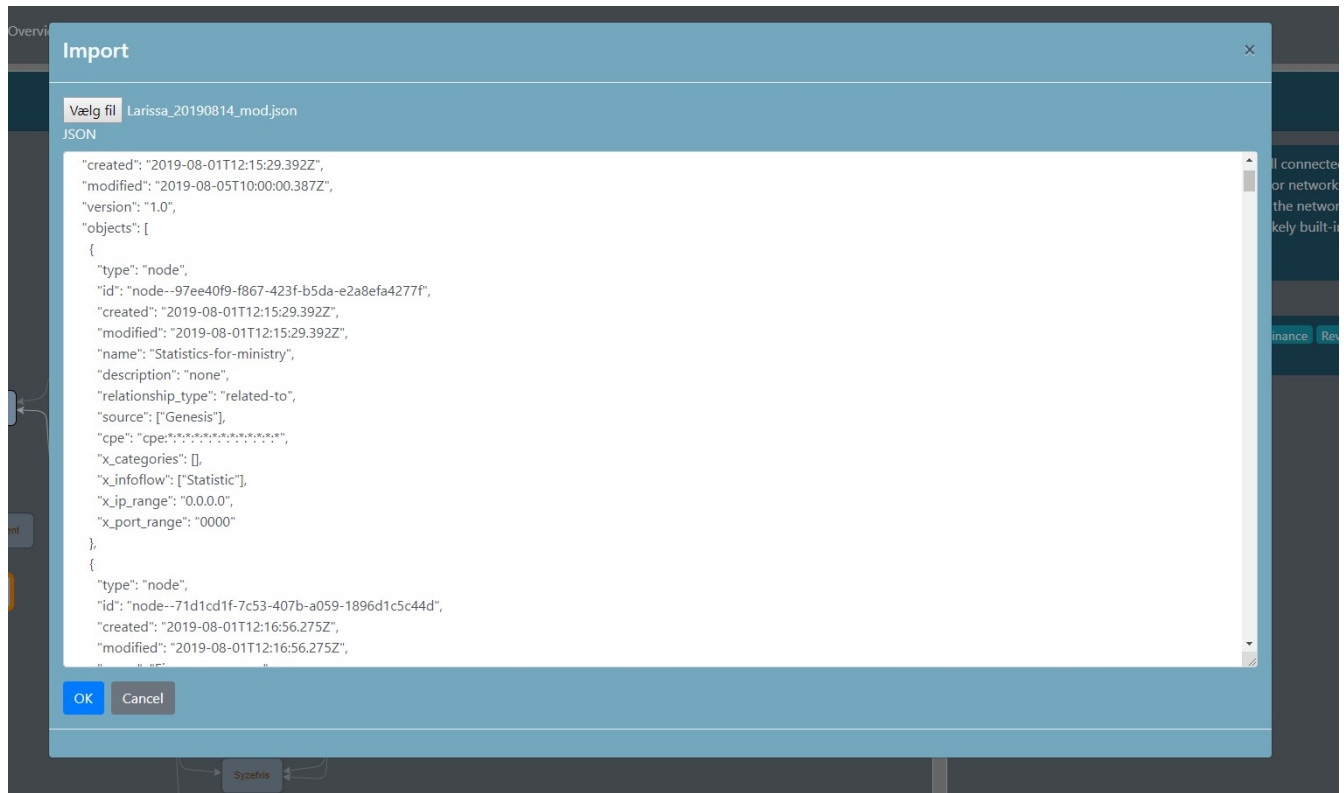 Overvi
Import
×
Vælg fil Larissa_20190814_mod.json
JSON
"created": "2019-08-01T12:15:29.392Z",
"modified": "2019-08-05T10:00:00.387Z",
"version": "1.0",
"objects": [
{
"type": "node",
"id": "node--97ee40f9-f867-423f-b5da-e2a8efa4277f",
"created": "2019-08-01T12:15:29.392Z",
"modified": "2019-08-01T12:15:29.392Z",
"name": "Statistics-for-ministry",
"description": "none",
"relationship_type": "related-to",
"source": ["Genesis"],
"cpe": "cpe:*:*:*:*:*:*:*:*:*:*:*:*:*",
"x_categories": [],
"x_infoflow": ["Statistic"],
"x_ip_range": "0.0.0.0",
"x_port_range": "0000"
},
{
"type": "node",
"id": "node--71d1cd1f-7c53-407b-a059-1896d1c5c44d",
"created": "2019-08-01T12:16:56.275Z",
"modified": "2019-08-01T12:16:56.275Z",
OK Cancel
ll connecte
or network
the networ
kely built-i
inance Rev
ent
Syzefxis